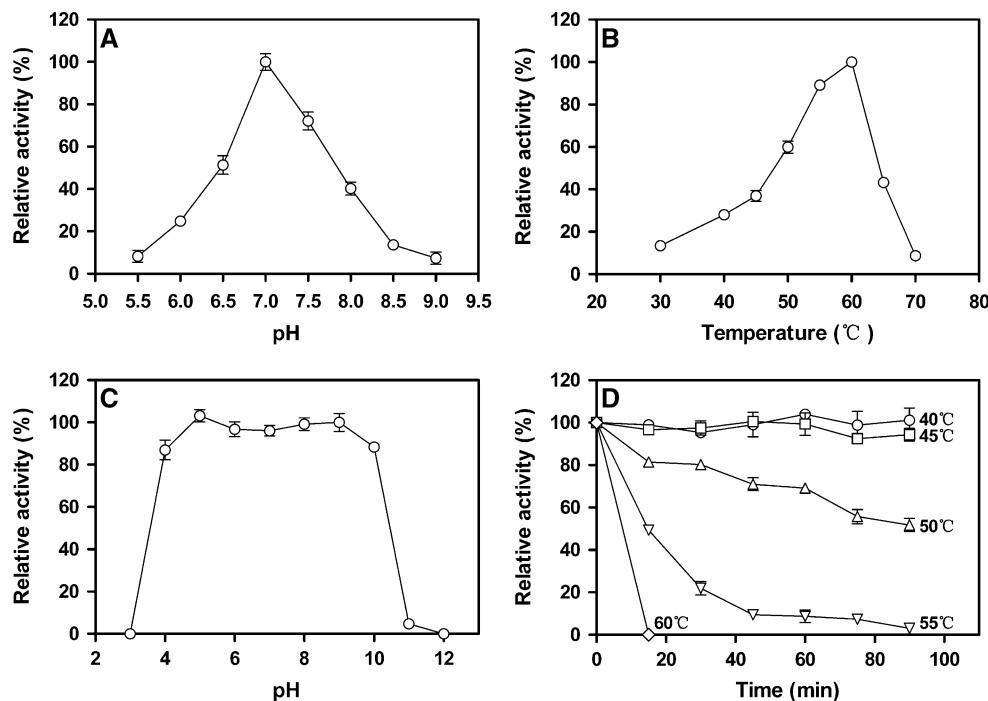 A
Relative activity (%)
120
100
80
60
40
20
0
5.0 5.5 6.0 6.5 7.0 7.5 8.0 8.5 9.0 9.5
pH
B
Relative activity (%)
120
100
80
60
40
20
0
20 30 40 50 60 70 80
Temperature (℃)
C
Relative activity (%)
120
100
80
60
40
20
0
2 4 6 8 10 12
pH
D
Relative activity (%)
120
100
80
60
40
20
0
40℃
45℃
50℃
55℃
60℃
0 20 40 60 80 100
Time (min)